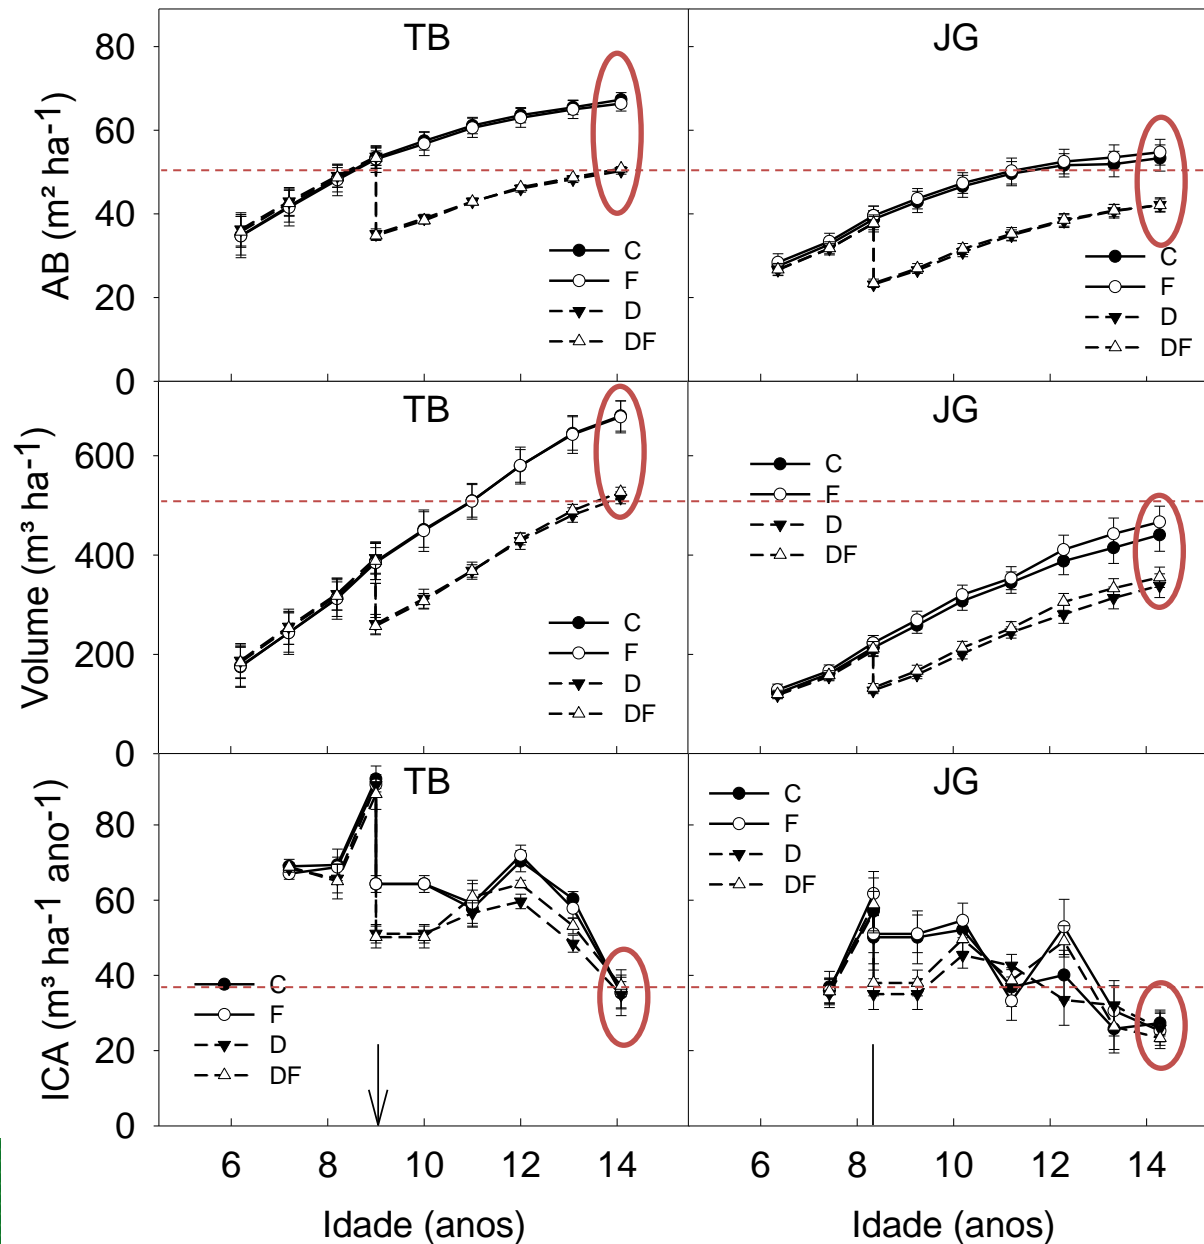 TB
JG
80
60
40
20
0
AB (m² ha⁻¹)
C
F
D
DF
C
F
D
DF
TB
JG
600
400
200
0
Volume (m³ ha⁻¹)
C
F
D
DF
C
F
D
DF
TB
JG
80
60
40
20
0
ICA (m³ ha⁻¹ ano⁻¹)
C
F
D
DF
C
F
D
DF
6 8 10 12 14
6 8 10 12 14
Idade (anos)
Idade (anos)